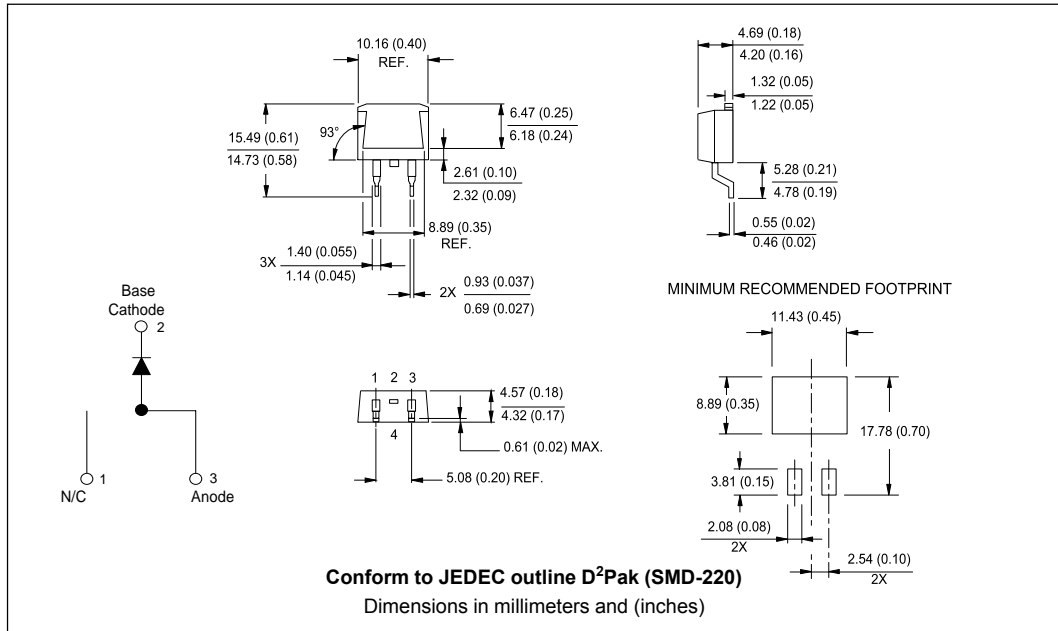 10.16 (0.40)
REF.
4.69 (0.18)
4.20 (0.16)
1.32 (0.05)
1.22 (0.05)
6.47 (0.25)
6.18 (0.24)
15.49 (0.61)
14.73 (0.58)
93°
2.61 (0.10)
2.32 (0.09)
5.28 (0.21)
4.78 (0.19)
8.89 (0.35)
REF.
0.55 (0.02)
0.46 (0.02)
3X
1.40 (0.055)
1.14 (0.045)
2X
0.93 (0.037)
0.69 (0.027)
MINIMUM RECOMMENDED FOOTPRINT
11.43 (0.45)
Base
Cathode
2
1 2 3
4
4.57 (0.18)
4.32 (0.17)
0.61 (0.02) MAX.
5.08 (0.20) REF.
8.89 (0.35)
17.78 (0.70)
3.81 (0.15)
2.08 (0.08)
2X
2.54 (0.10)
2X
1
N/C
3
Anode
Conform to JEDEC outline D²Pak (SMD-220)
Dimensions in millimeters and (inches)